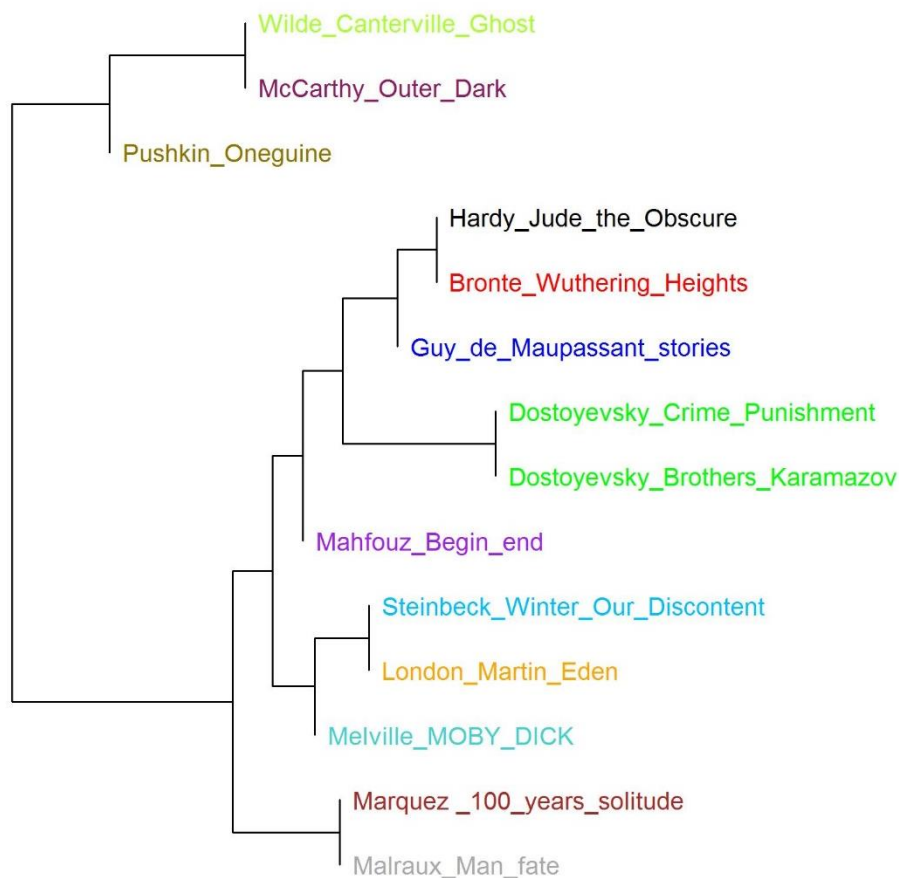 Wilde_Canterville_Ghost
McCarthy_Outer_Dark
Pushkin_Oneguine
Hardy_Jude_the_Obscure
Bronte_Wuthering_Heights
Guy_de_Maupassant_stories
Dostoyevsky_Crime_Punishment
Dostoyevsky_Brothers_Karamazov
Mahfouz_Begin_end
Steinbeck_Winter_Our_Discontent
London_Martin_Eden
Melville_MOBY_DICK
Marquez _100_years_solitude
Malraux_Man_fate